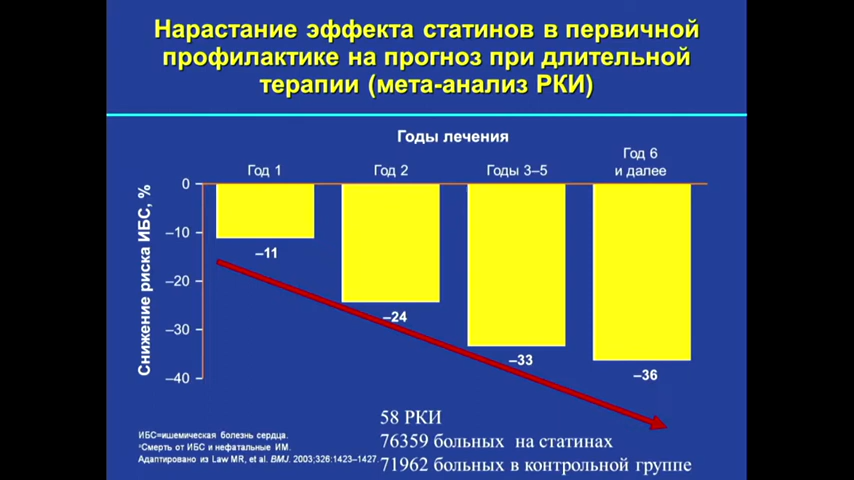 Нарастание эффекта статинов в первичной
профилактике на прогноз при длительной
терапии (мета-анализ РКИ)
Годы лечения
Год 1
Год 2
Годы 3–5
Год 6
и далее
Снижение риска ИБС, %
0
–10
–20
–30
–40
–11
–24
–33
–36
58 РКИ
76359 больных на статинах
71962 больных в контрольной группе
ИБС=ишемическая болезнь сердца.
*Смерть от ИБС и нефатальные ИМ.
Адаптировано из Law MR, et al. BMJ. 2003;326:1423–1427.